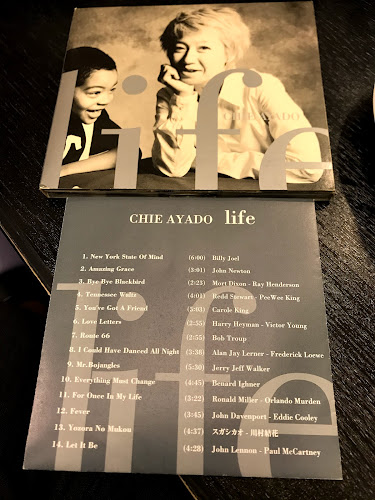 life
CHIE AYADO
CHIE AYADO life
1. New York State Of Mind (6:00) Billy Joel
2. Amazing Grace (3:01) John Newton
3. Bye Bye Blackbird (2:23) Mort Dixon - Ray Henderson
4. Tennessee Waltz (4:01) Redd Stewart - PeeWee King
5. You've Got A Friend (3:93) Carole King
6. Love Letters (2:55) Harry Heyman - Victor Young
7. Route 66 (2:55) Bob Troup
8. I Could Have Danced All Night (3:38) Alan Jay Lerner - Frederick Loewe
9. Mr.Bojangles (5:30) Jerry Jeff Walker
10. Everything Must Change (4:45) Benard Ighner
11. For Once In My Life (3:22) Ronald Miller - Orlando Murden
12. Fever (3:45) John Davenport - Eddie Cooley
13. Yozora No Mukou (4:37) スガシカオ - 川村結花
14. Let It Be (4:28) John Lennon - Paul McCartney
life